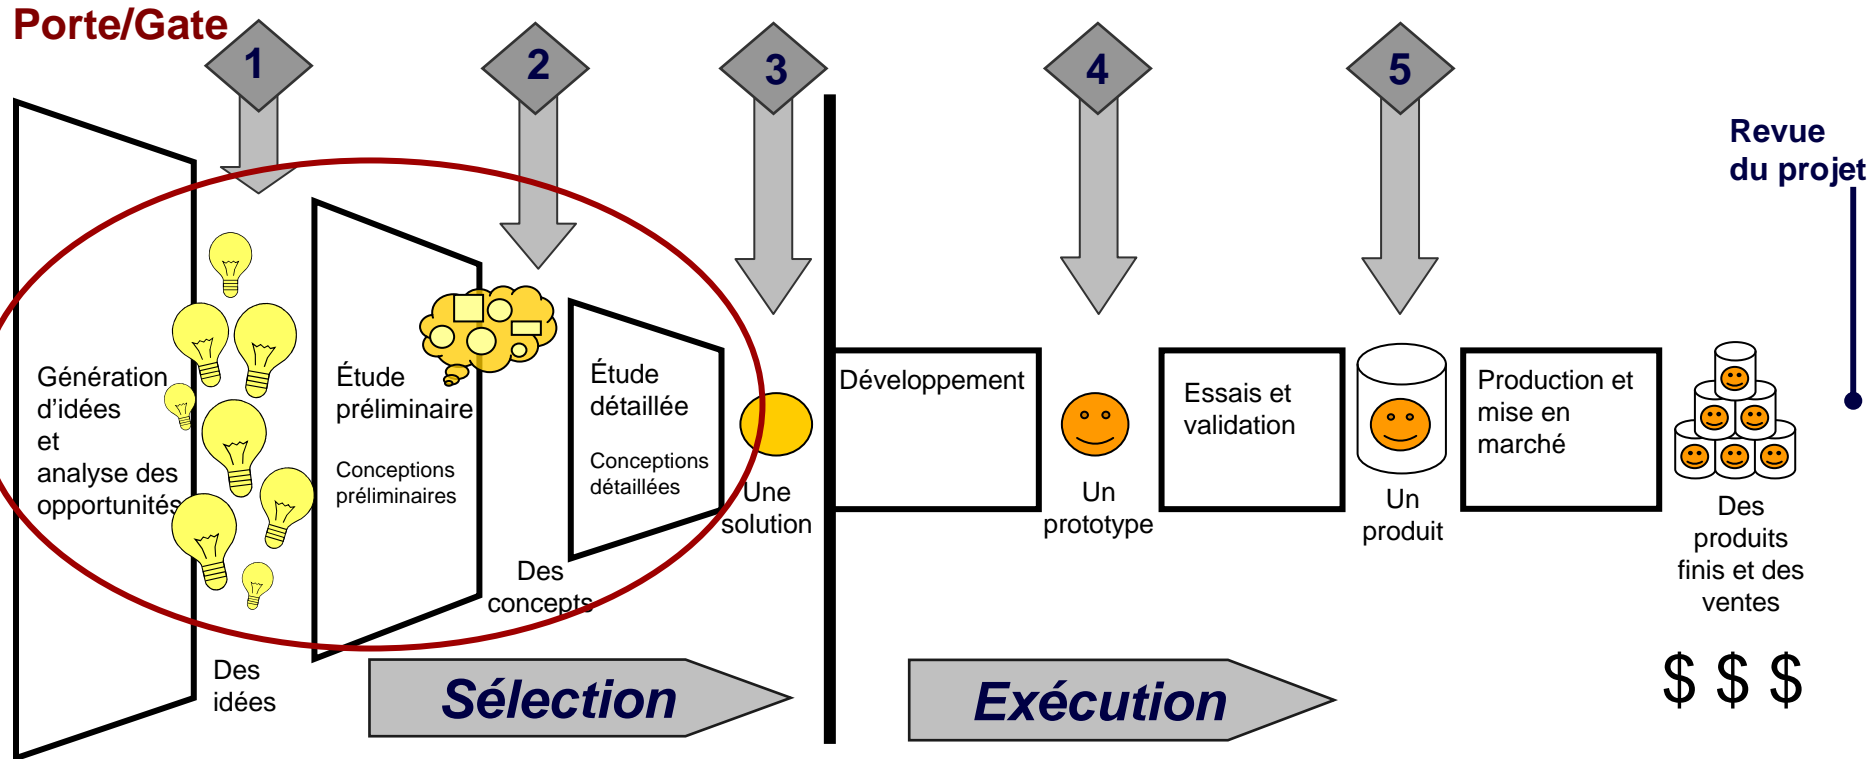 Porte/Gate
1
2
3
4
5
Revue
du projet
Génération
d'idées
et
analyse des
opportunités
Étude
préliminaire
Conceptions
préliminaires
Étude
détaillée
Conceptions
détaillées
Développement
Essais et
validation
Production et
mise en
marché
Des
idées
Des
concepts
Une
solution
Un
prototype
Un
produit
Des
produits
finis et des
ventes
Sélection
Exécution
$ $ $